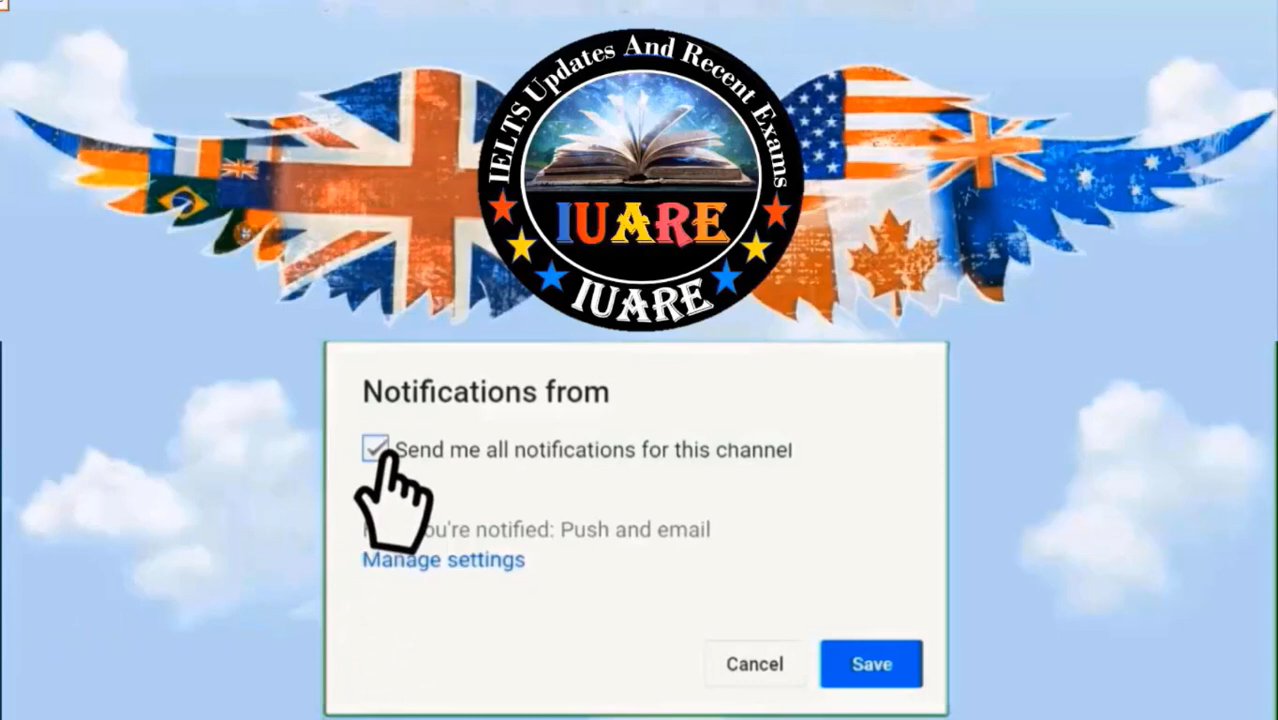 IELTS Updates And Recent Exams
IUARE
IUARE
Notifications from
Send me all notifications for this channel
you're notified: Push and email
Manage settings
Cancel
Save